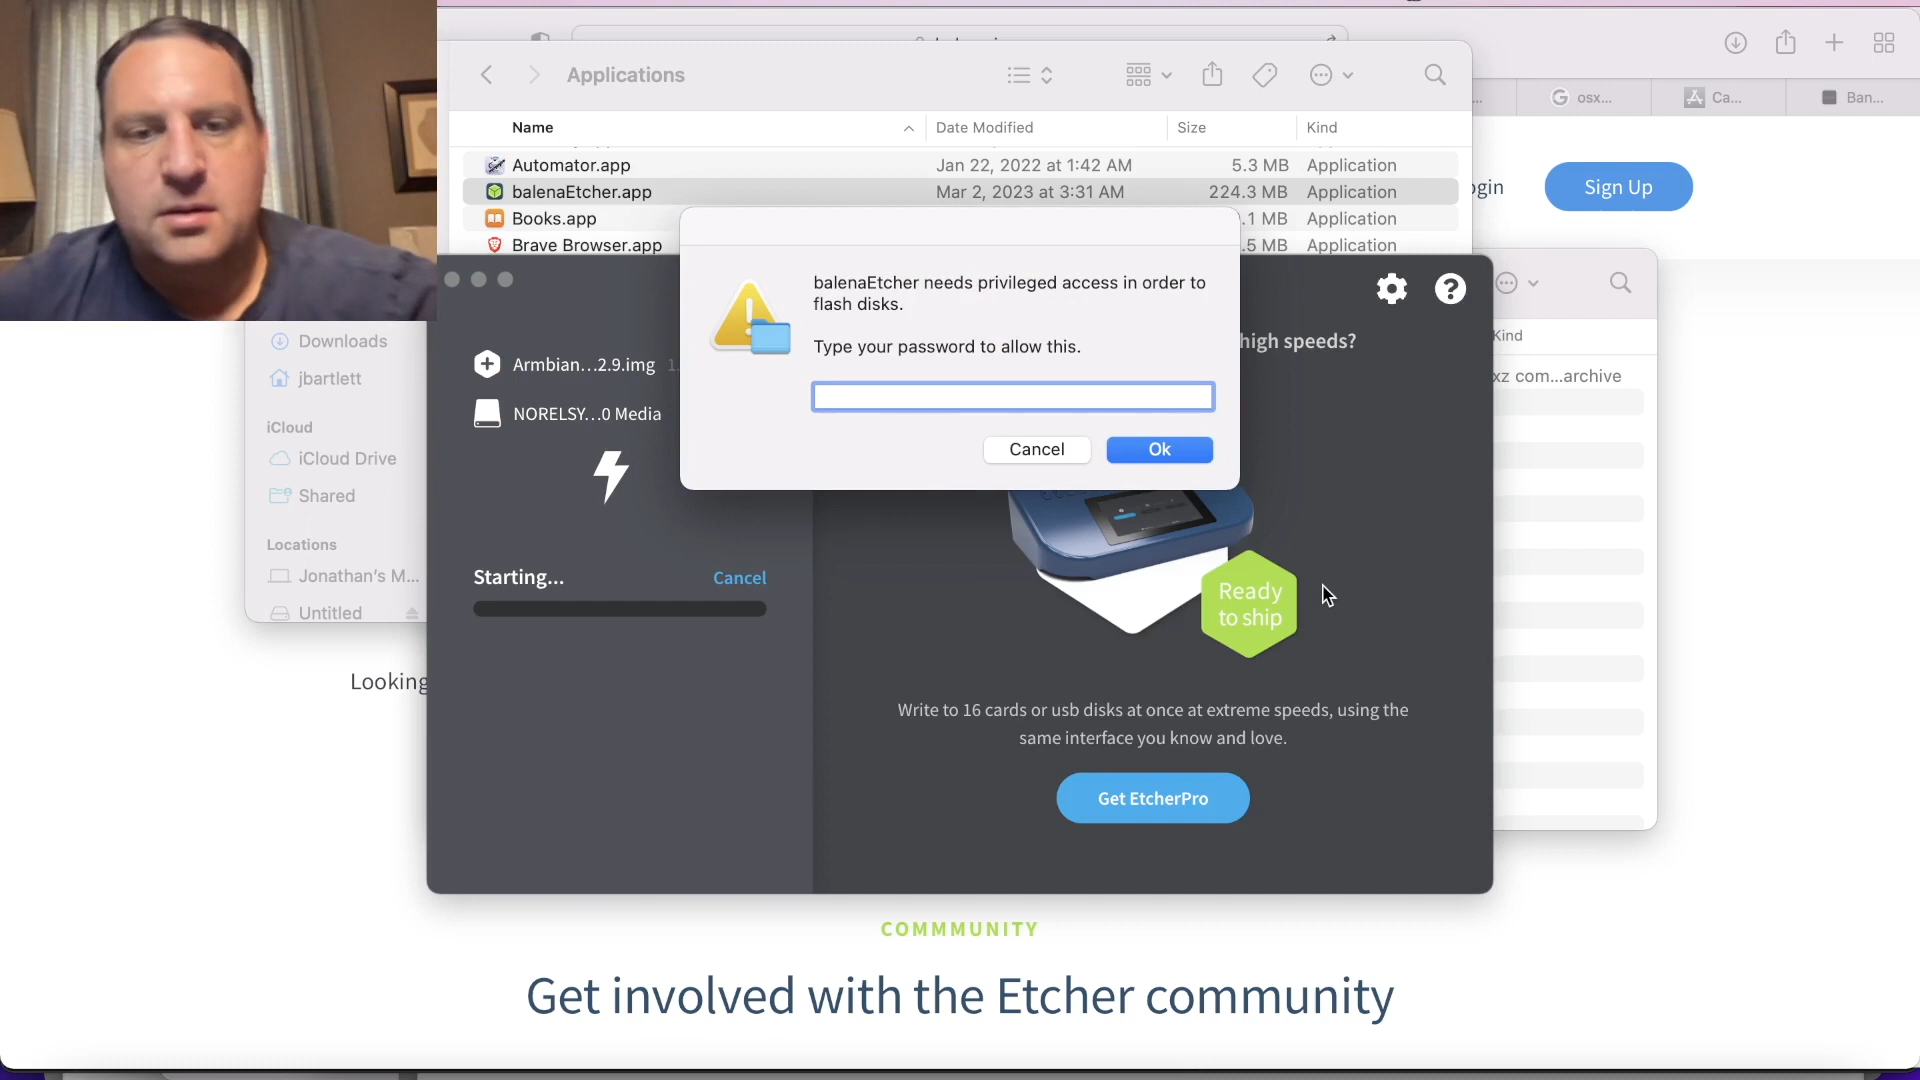 Applications
osx...
Ca...
Ban...
Name
Date Modified
Size
Kind
Automator.app
Jan 22, 2022 at 1:42 AM
5.3 MB
Application
balenaEtcher.app
Mar 2, 2023 at 3:31 AM
224.3 MB
Application
Books.app
.1 MB
Application
Brave Browser.app
.5 MB
Application
ogin
Sign Up
balenaEtcher needs privileged access in order to
flash disks.
Type your password to allow this.
Cancel
Ok
Downloads
jbartlett
iCloud
iCloud Drive
Shared
Locations
Jonathan's M...
Untitled
Armbian...2.9.img
1.
NORELSY...0 Media
Starting...
Cancel
high speeds?
Kind
xz com...archive
Ready
to ship
Write to 16 cards or usb disks at once at extreme speeds, using the
same interface you know and love.
Get EtcherPro
Looking
COMMMUNITY
Get involved with the Etcher community